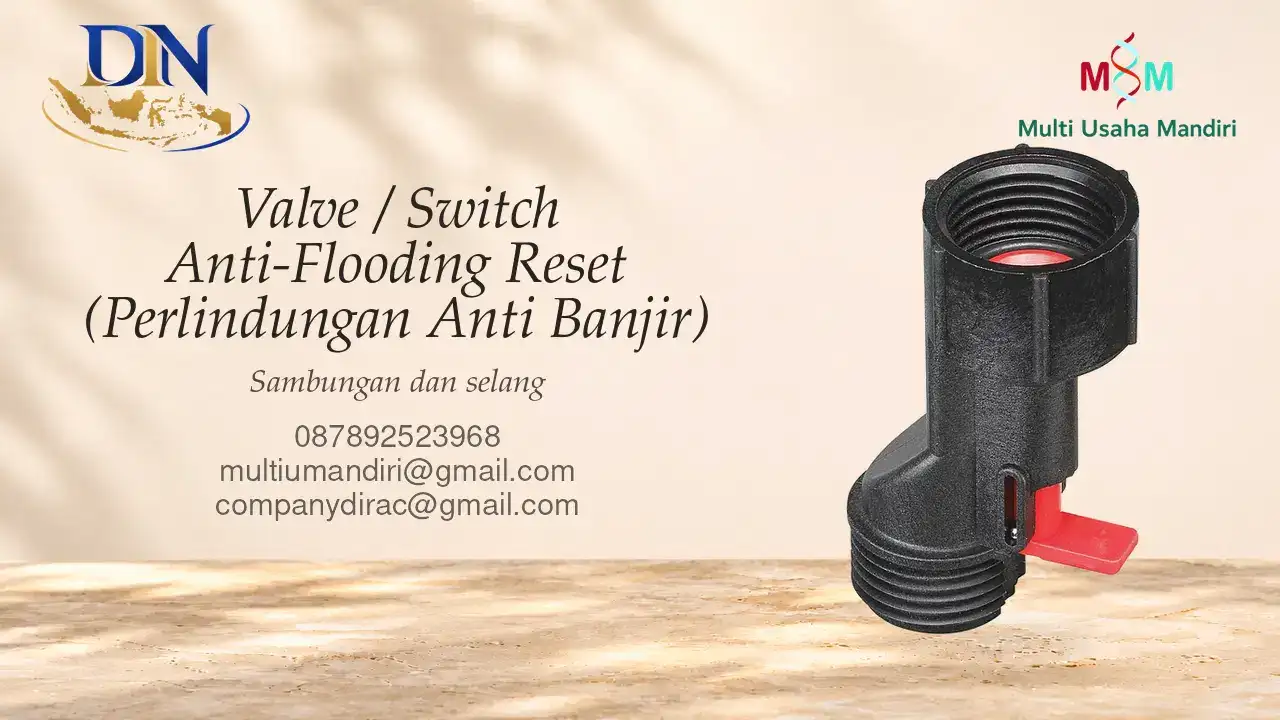 DN
M M
Multi Usaha Mandiri
Valve / Switch
Anti-Flooding Reset
(Perlindungan Anti Banjir)
Sambungan dan selang
087892523968
multiumandiri@gmail.com
companydirac@gmail.com